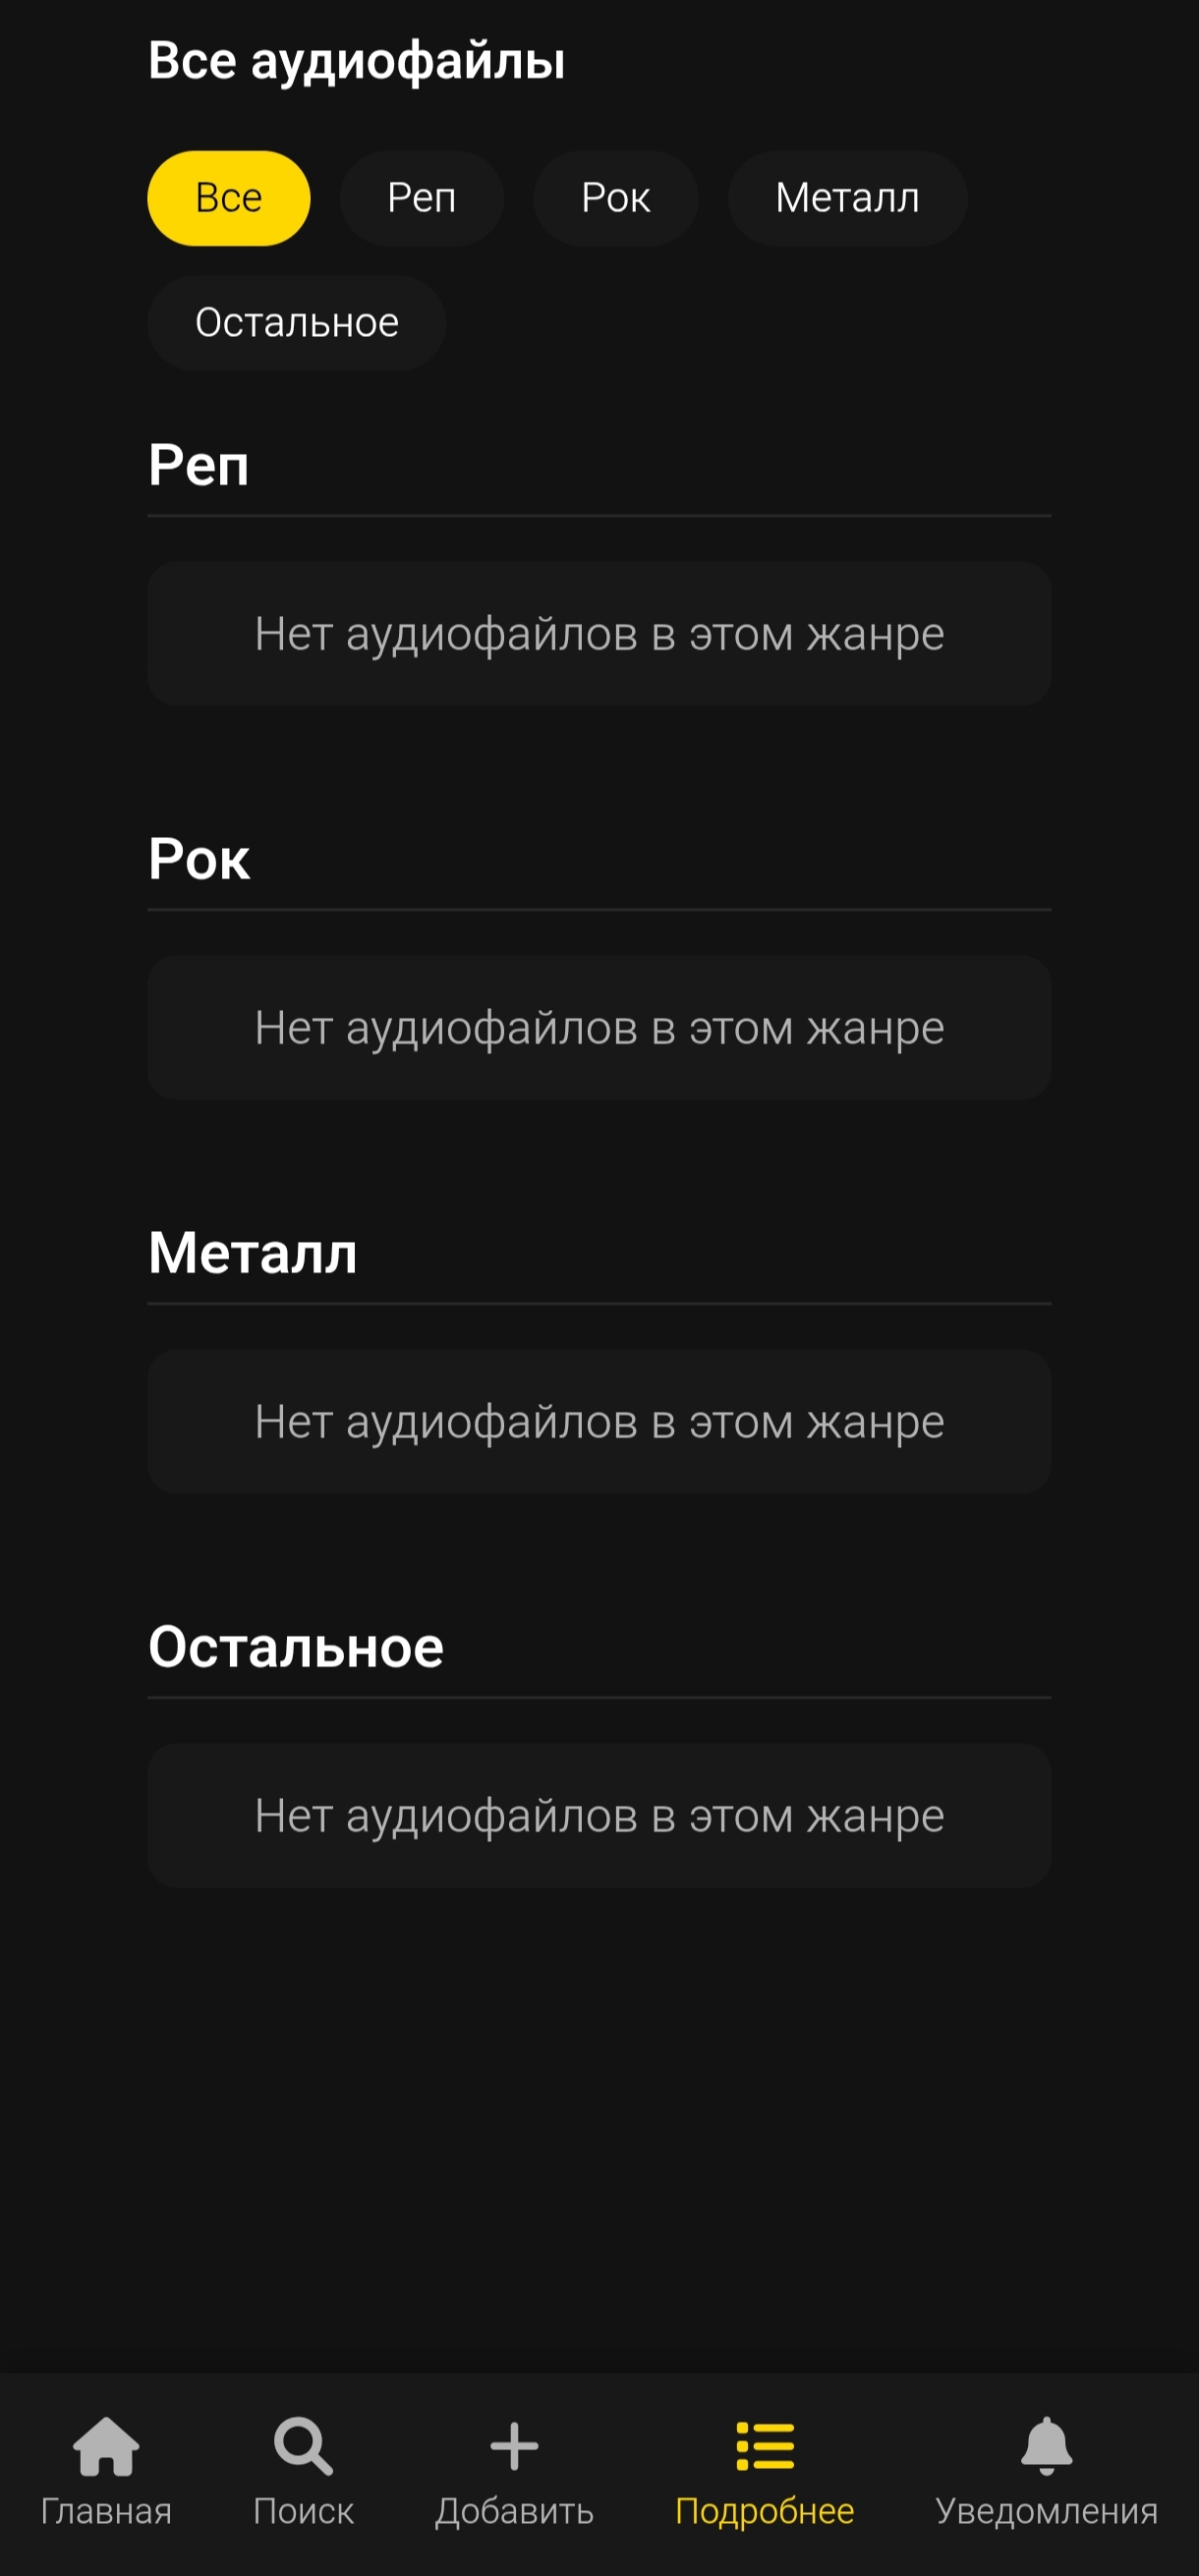 Все аудиофайлы
Все Реп Рок Металл
Остальное
Реп
Нет аудиофайлов в этом жанре
Рок
Нет аудиофайлов в этом жанре
Металл
Нет аудиофайлов в этом жанре
Остальное
Нет аудиофайлов в этом жанре
Главная Поиск Добавить Подробнее Уведомления